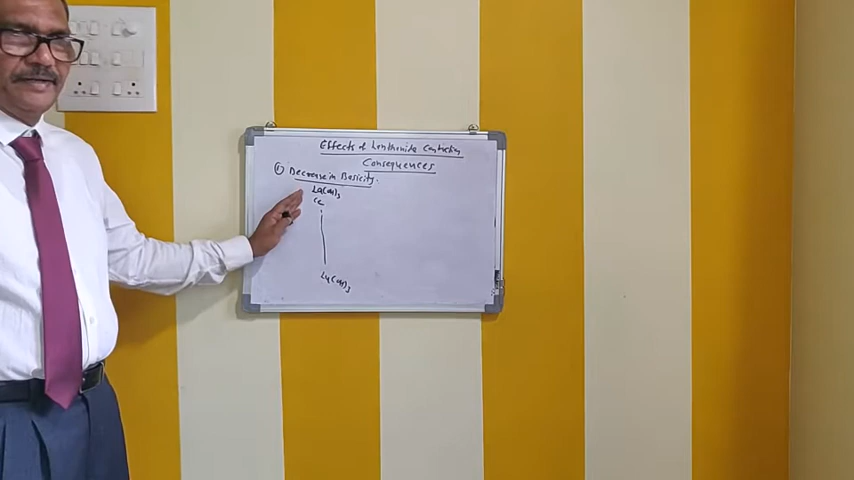 Effects of Lanthanide Contraction
Consequences
① Decrease in Basicity:
La(OH)3
Ce
Lu(OH)3